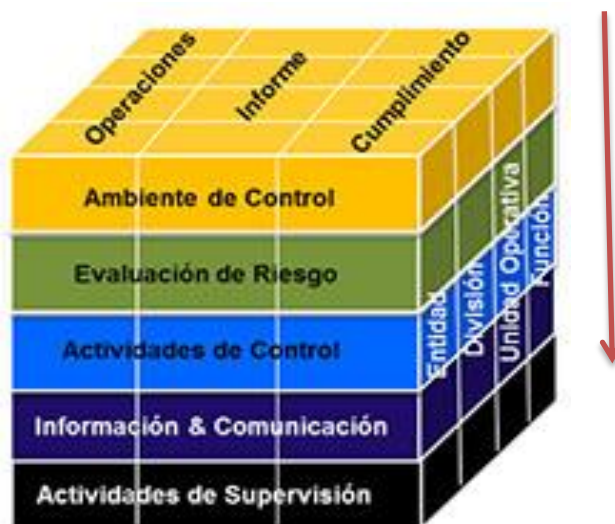 Operaciones
Informe
Cumplimiento
Ambiente de Control
Evaluación de Riesgo
Actividades de Control
Información & Comunicación
Actividades de Supervisión
Entidad
División
Unidad Operativa
Función